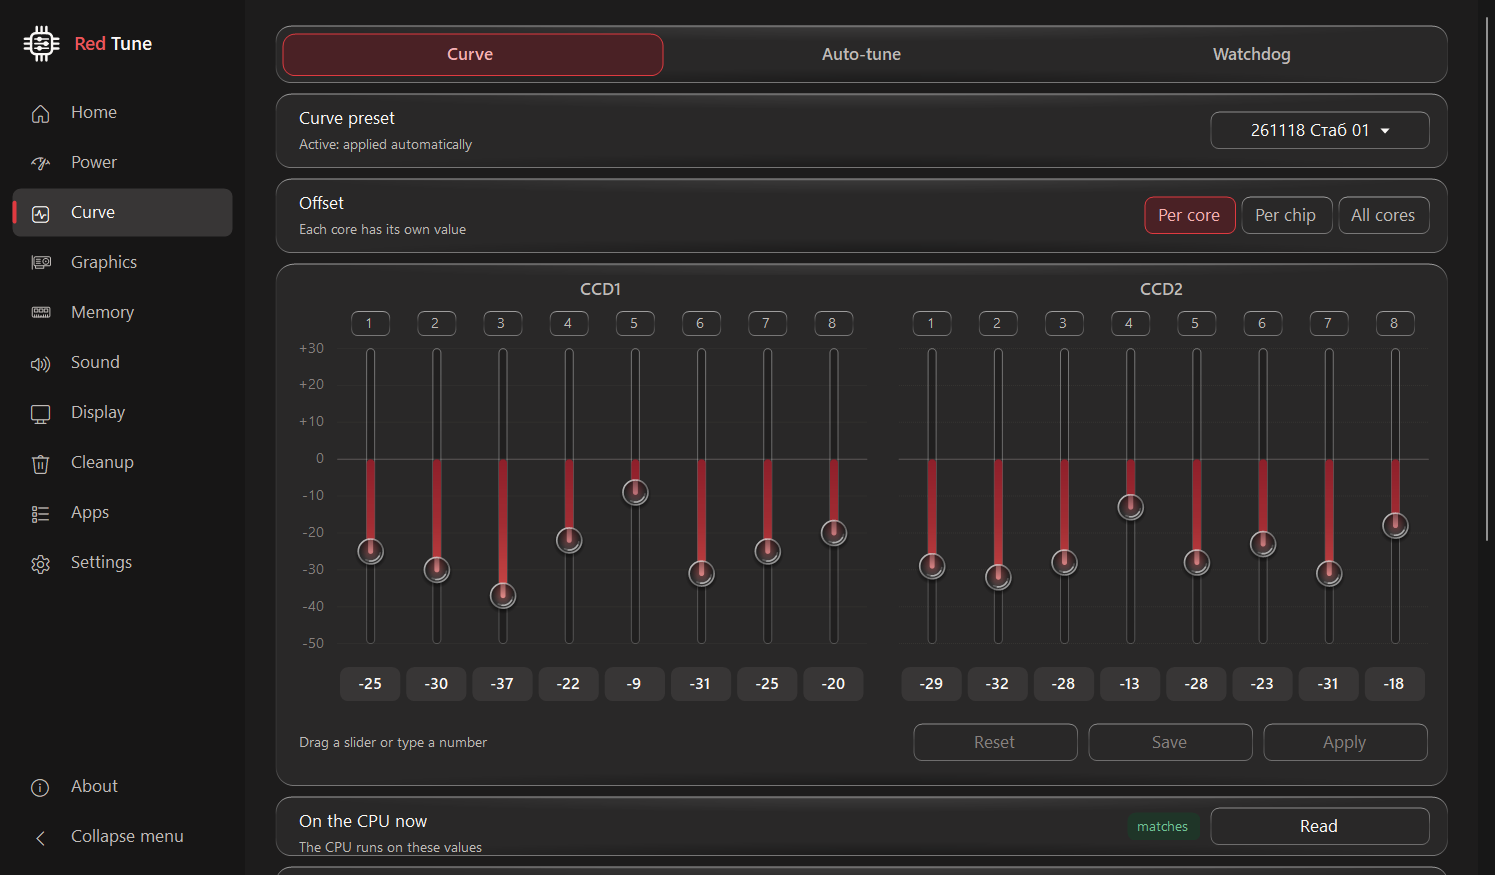 Red Tune
Home
Power
Curve
Graphics
Memory
Sound
Display
Cleanup
Apps
Settings
About
Collapse menu
Curve Auto-tune Watchdog
Curve preset
Active: applied automatically
261118 Стаб 01
Offset
Each core has its own value
Per core Per chip All cores
CCD1 CCD2
1 2 3 4 5 6 7 8 1 2 3 4 5 6 7 8
+30
+20
+10
0
-10
-20
-30
-40
-50
-25 -30 -37 -22 -9 -31 -25 -20 -29 -32 -28 -13 -28 -23 -31 -18
Drag a slider or type a number
Reset Save Apply
On the CPU now
The CPU runs on these values
matches
Read